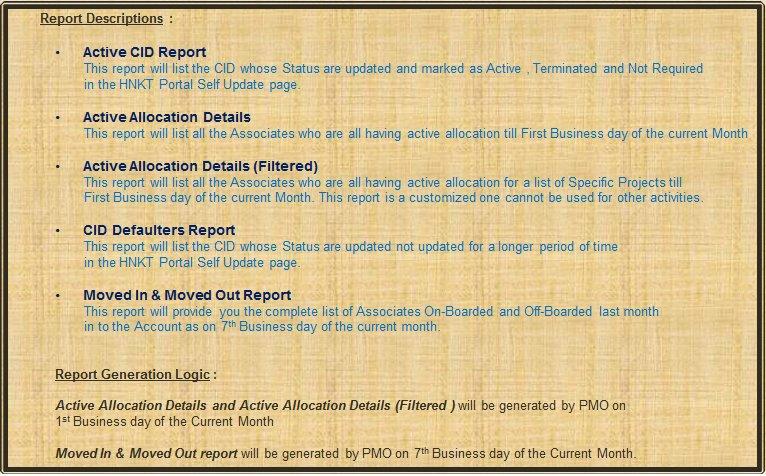 Report Descriptions :
• Active CID Report
This report will list the CID whose Status are updated and marked as Active , Terminated and Not Required
in the HNKT Portal Self Update page.
• Active Allocation Details
This report will list all the Associates who are all having active allocation till First Business day of the current Month
• Active Allocation Details (Filtered)
This report will list all the Associates who are all having active allocation for a list of Specific Projects till
First Business day of the current Month. This report is a customized one cannot be used for other activities.
• CID Defaulters Report
This report will list the CID whose Status are updated not updated for a longer period of time
in the HNKT Portal Self Update page.
• Moved In & Moved Out Report
This report will provide you the complete list of Associates On-Boarded and Off-Boarded last month
in to the Account as on 7th Business day of the current month.
Report Generation Logic :
Active Allocation Details and Active Allocation Details (Filtered ) will be generated by PMO on
1st Business day of the Current Month
Moved In & Moved Out report will be generated by PMO on 7th Business day of the Current Month.